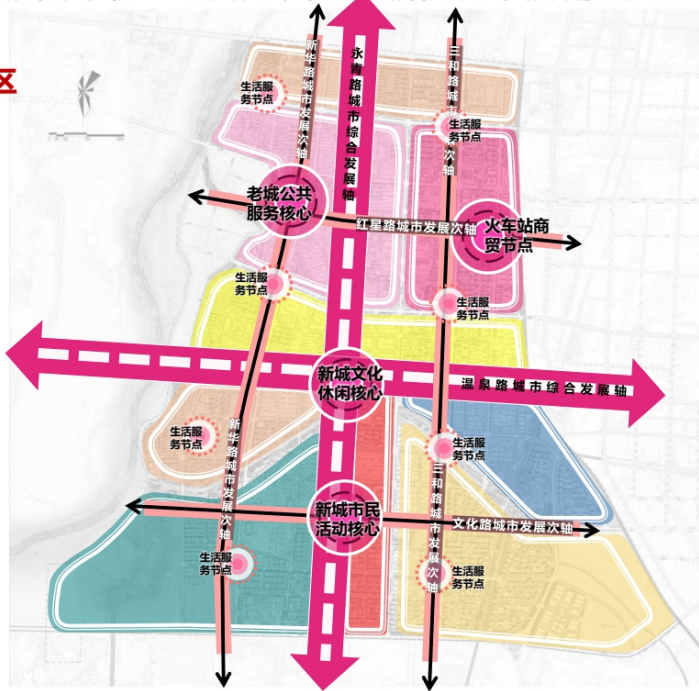 区
新华路城市发展次轴
永青路城市综合发展轴
三和路城市发展次轴
生活服
务节点
生活服
务节点
老城公共
服务核心
红星路城市发展次轴
火车站商
贸节点
生活服
务节点
生活服
务节点
新城文化
休闲核心
温泉路城市综合发展轴
生活服
务节点
新华路城市发展次轴
生活服
务节点
三和路城市发展次轴
新城市民
活动核心
文化路城市发展次轴
生活服
务节点
生活服
务节点